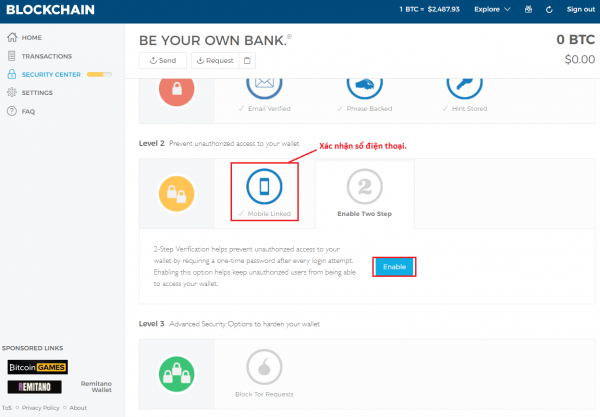 BLOCKCHAIN
1 BTC = $2,487.93 Explore Sign out
HOME
TRANSACTIONS
SECURITY CENTER
SETTINGS
FAQ
BE YOUR OWN BANK.®
0 BTC
$0.00
Send Request
✓ Email Verified ✓ Phrase Backed ✓ Hint Stored
Level 2 Prevent unauthorized access to your wallet
Xác nhận số điện thoại.
2
✓ Mobile Linked Enable Two Step
2-Step Verification helps prevent unauthorized access to your
wallet by requiring a one-time password after every login attempt.
Enabling this option helps keep unauthorized users from being able
to access your wallet.
Enable
Level 3 Advanced Security Options to harden your wallet
Block Tor Requests
SPONSORED LINKS
Bitcoin GAMES
REMITANO
Remitano
Wallet
ToS Privacy Policy About